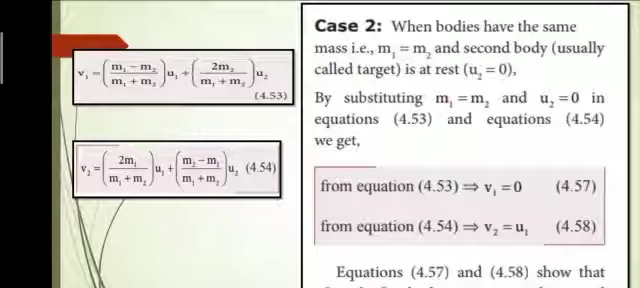 v₁ = ( (m₁ − m₂) / (m₁ + m₂) ) u₁ + ( 2m₂ / (m₁ + m₂) ) u₂
(4.53)
v₂ = ( 2m₁ / (m₁ + m₂) ) u₁ + ( (m₂ − m₁) / (m₁ + m₂) ) u₂ (4.54)
Case 2: When bodies have the same
mass i.e., m₁ = m₂ and second body (usually
called target) is at rest (u₂ = 0),
By substituting m₁ = m₂ and u₂ = 0 in
equations (4.53) and equations (4.54)
we get,
from equation (4.53) ⇒ v₁ = 0 (4.57)
from equation (4.54) ⇒ v₂ = u₁ (4.58)
Equations (4.57) and (4.58) show that